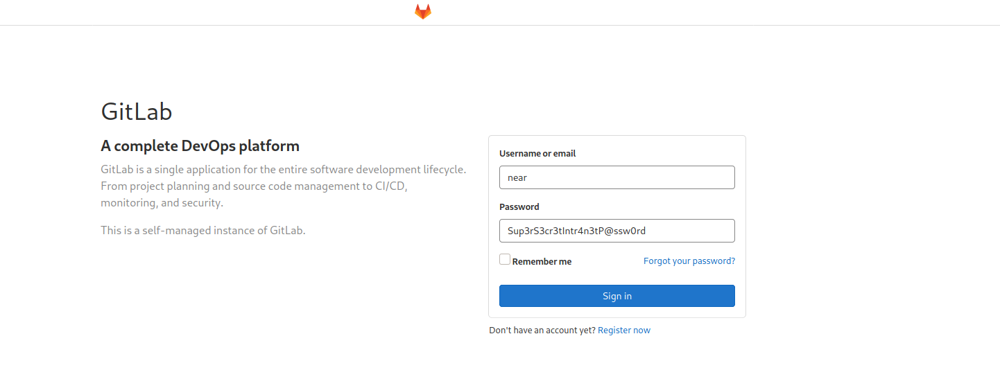 GitLab
A complete DevOps platform
GitLab is a single application for the entire software development lifecycle.
From project planning and source code management to CI/CD,
monitoring, and security.
This is a self-managed instance of GitLab.
Username or email
near
Password
Sup3rS3cr3tIntr4n3tP@ssw0rd
Remember me
Forgot your password?
Sign in
Don't have an account yet? Register now